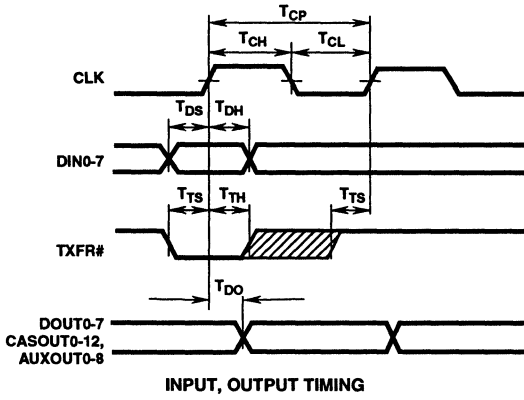 TCP
TCH TCL
CLK
TDS TDH
DIN0-7
TTS TTH TTS
TXFR#
TDO
DOUT0-7
CASOUT0-12,
AUXOUT0-8
INPUT, OUTPUT TIMING